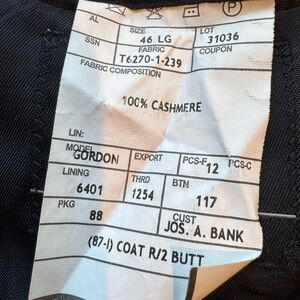 P
AL SIZE LOT
46 LG 31036
SSN FABRIC COUPON
T6270-1-239
FABRIC COMPOSITION
100% CASHMERE
LIN:
MODEL EXPORT PCS-F PCS-C
GORDON 12
LINING THRD BTN
6401 1254 117
PKG CUST
88 JOS. A. BANK
(87-I) COAT R/2 BUTT